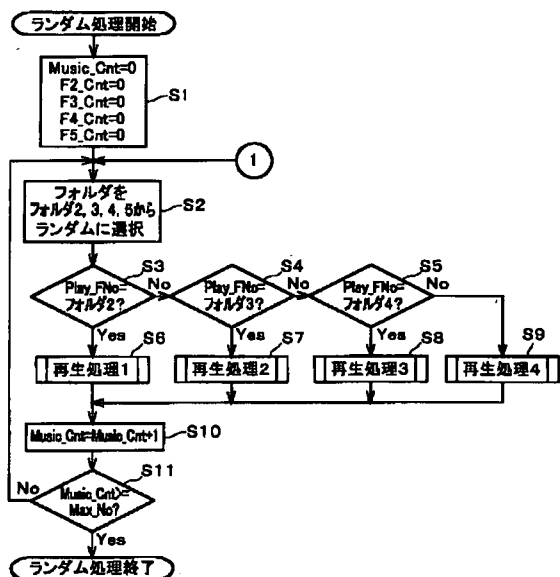 ランダム処理開始
Music_Cnt=0
F2_Cnt=0
F3_Cnt=0
F4_Cnt=0
F5_Cnt=0
S1
1
フォルダを
フォルダ2, 3, 4, 5から
ランダムに選択
S2
S3
Play_FNo=
フォルダ2?
No
Yes
S4
Play_FNo=
フォルダ3?
No
Yes
S5
Play_FNo=
フォルダ4?
No
Yes
S6
再生処理1
S7
再生処理2
S8
再生処理3
S9
再生処理4
Music_Cnt=Music_Cnt+1
S10
S11
Music_Cnt>=
Max_No?
No
Yes
ランダム処理終了